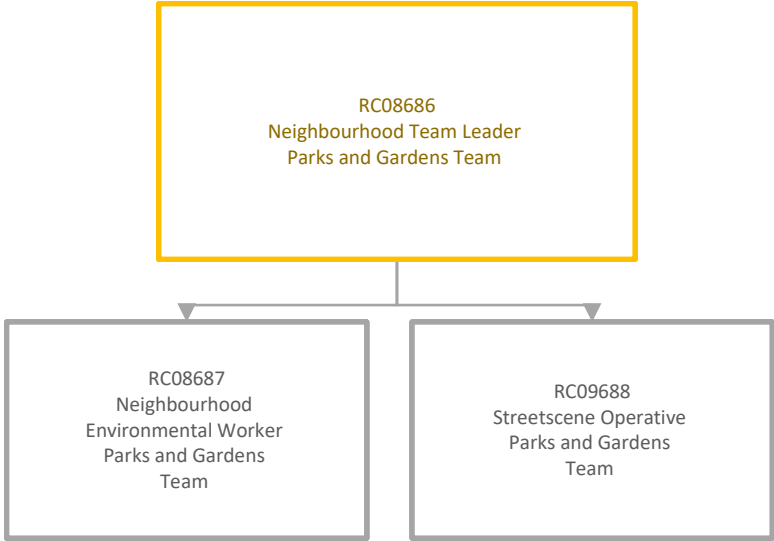 RC08686
Neighbourhood Team Leader
Parks and Gardens Team
RC08687
Neighbourhood
Environmental Worker
Parks and Gardens
Team
RC09688
Streetscene Operative
Parks and Gardens
Team